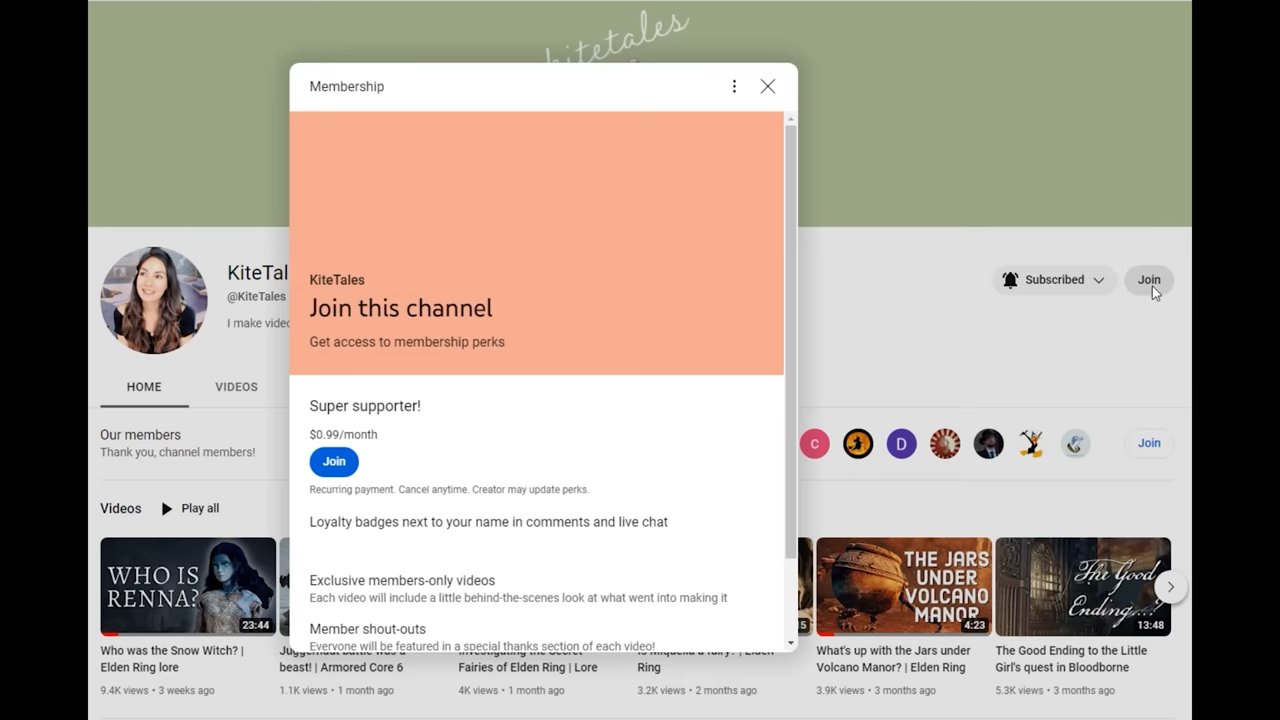 kitetales
Membership
KiteTales
Join this channel
Get access to membership perks
KiteTal
@KiteTales
I make video
Subscribed
Join
HOME
VIDEOS
Super supporter!
$0.99/month
Join
Recurring payment. Cancel anytime. Creator may update perks.
Our members
Thank you, channel members!
C
D
Join
Loyalty badges next to your name in comments and live chat
Exclusive members-only videos
Each video will include a little behind-the-scenes look at what went into making it
Member shout-outs
Everyone will be featured in a special thanks section of each video!
Videos
Play all
WHO IS
RENNA?
23:44
THE JARS
UNDER
VOLCANO
MANOR
4:23
The Good
Ending...?
13:48
Who was the Snow Witch? |
Elden Ring lore
9.4K views • 3 weeks ago
beast! | Armored Core 6
1.1K views • 1 month ago
Fairies of Elden Ring | Lore
4K views • 1 month ago
Ring
3.2K views • 2 months ago
What's up with the Jars under
Volcano Manor? | Elden Ring
3.9K views • 3 months ago
The Good Ending to the Little
Girl's quest in Bloodborne
5.3K views • 3 months ago